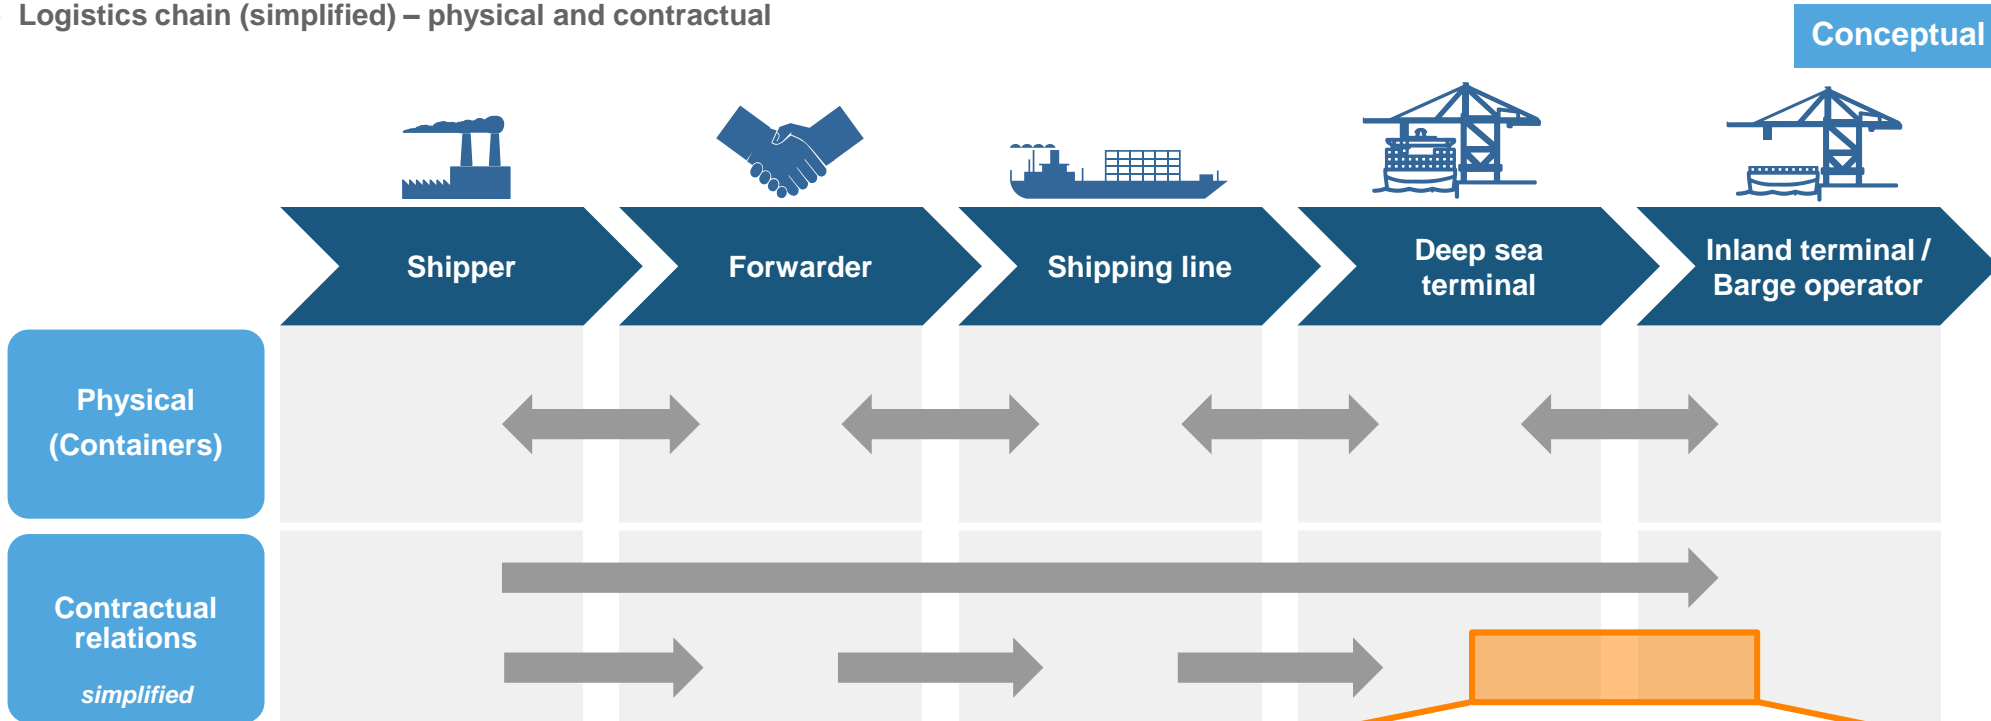 Logistics chain (simplified) – physical and contractual
Conceptual
Shipper
Forwarder
Shipping line
Deep sea
terminal
Inland terminal /
Barge operator
Physical
(Containers)
Contractual
relations
simplified